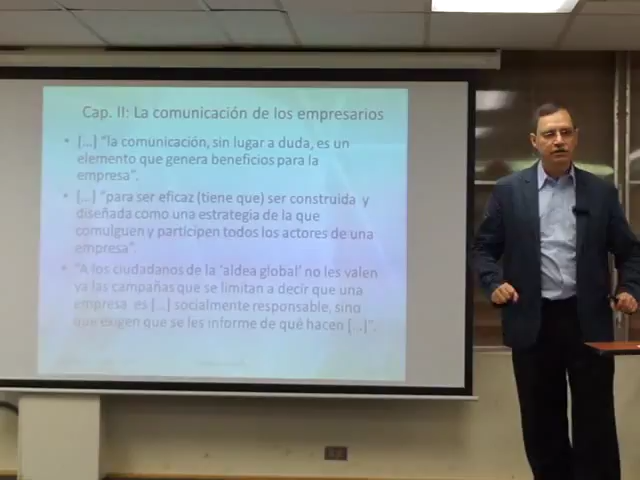 Cap. II: La comunicación de los empresarios
• [...] "la comunicación, sin lugar a duda, es un
elemento que genera beneficios para la
empresa".
• [...] "para ser eficaz (tiene que) ser construida y
diseñada como una estrategia de la que
comulguen y participen todos los actores de una
empresa".
• "A los ciudadanos de la 'aldea global' no les valen
ya las campañas que se limitan a decir que una
empresa es [...] socialmente responsable, sino
que exigen que se les informe de qué hacen [...]".